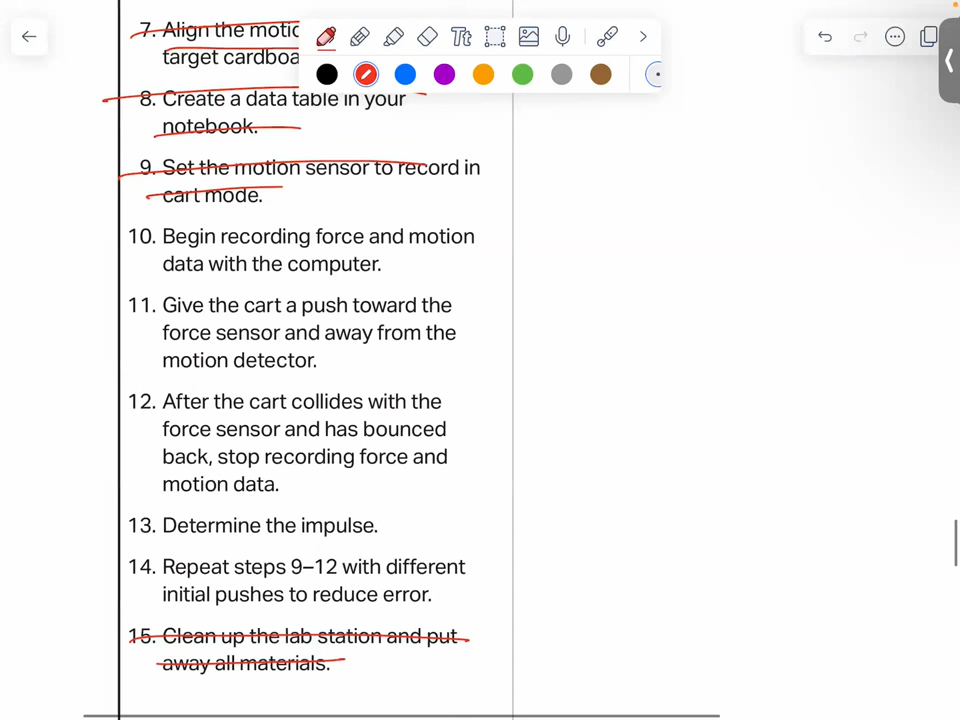 7. Align the motic
target cardboa
Tt
8. Create a data table in your
notebook.
9. Set the motion sensor to record in
cart mode.
10. Begin recording force and motion
data with the computer.
11. Give the cart a push toward the
force sensor and away from the
motion detector.
12. After the cart collides with the
force sensor and has bounced
back, stop recording force and
motion data.
13. Determine the impulse.
14. Repeat steps 9–12 with different
initial pushes to reduce error.
15. Clean up the lab station and put
away all materials.